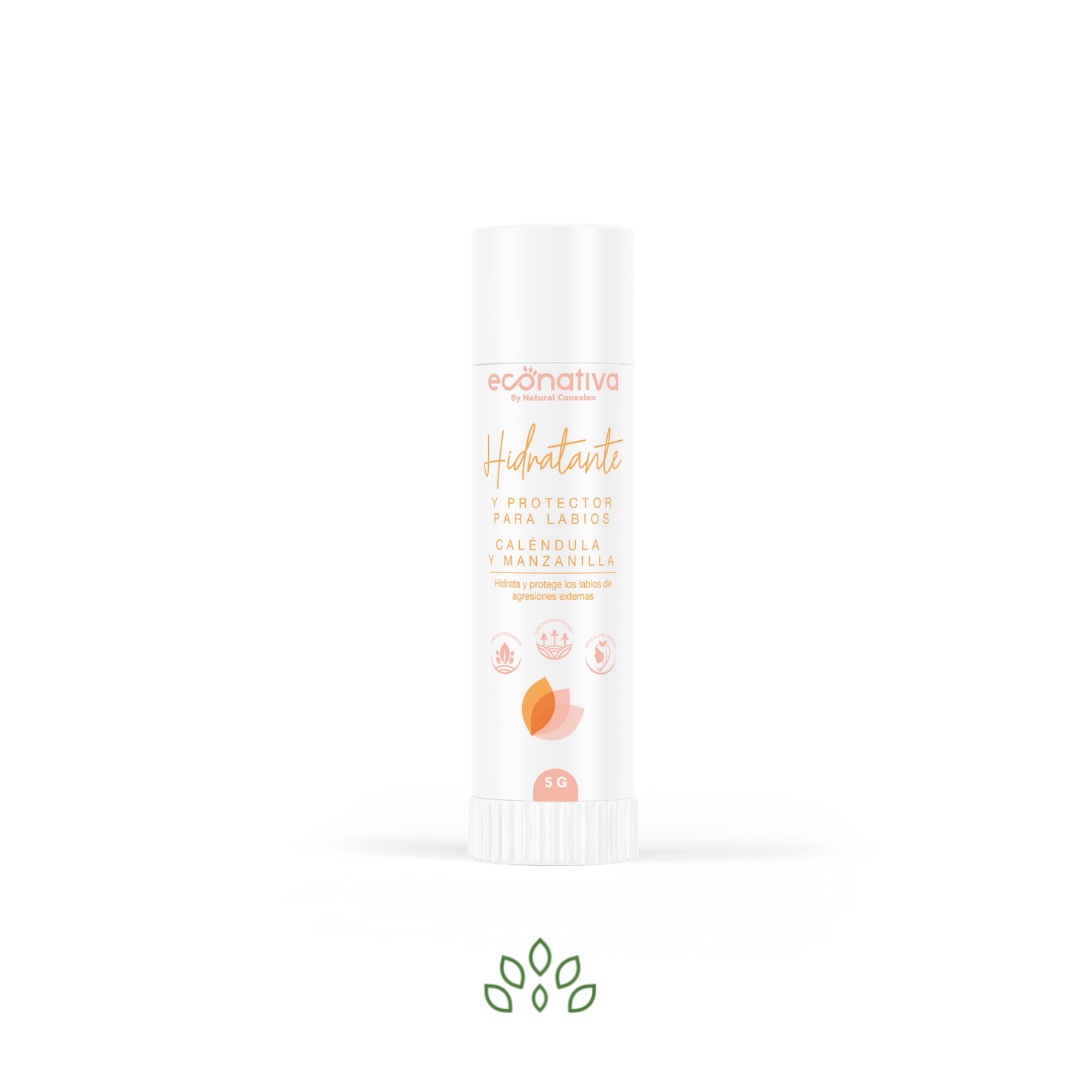 econativa
By Natural Conexion
Hidratante
Y PROTECTOR
PARA LABIOS
CALÉNDULA
Y MANZANILLA
Hidrata y protege los labios de
agresiones externas
5 G